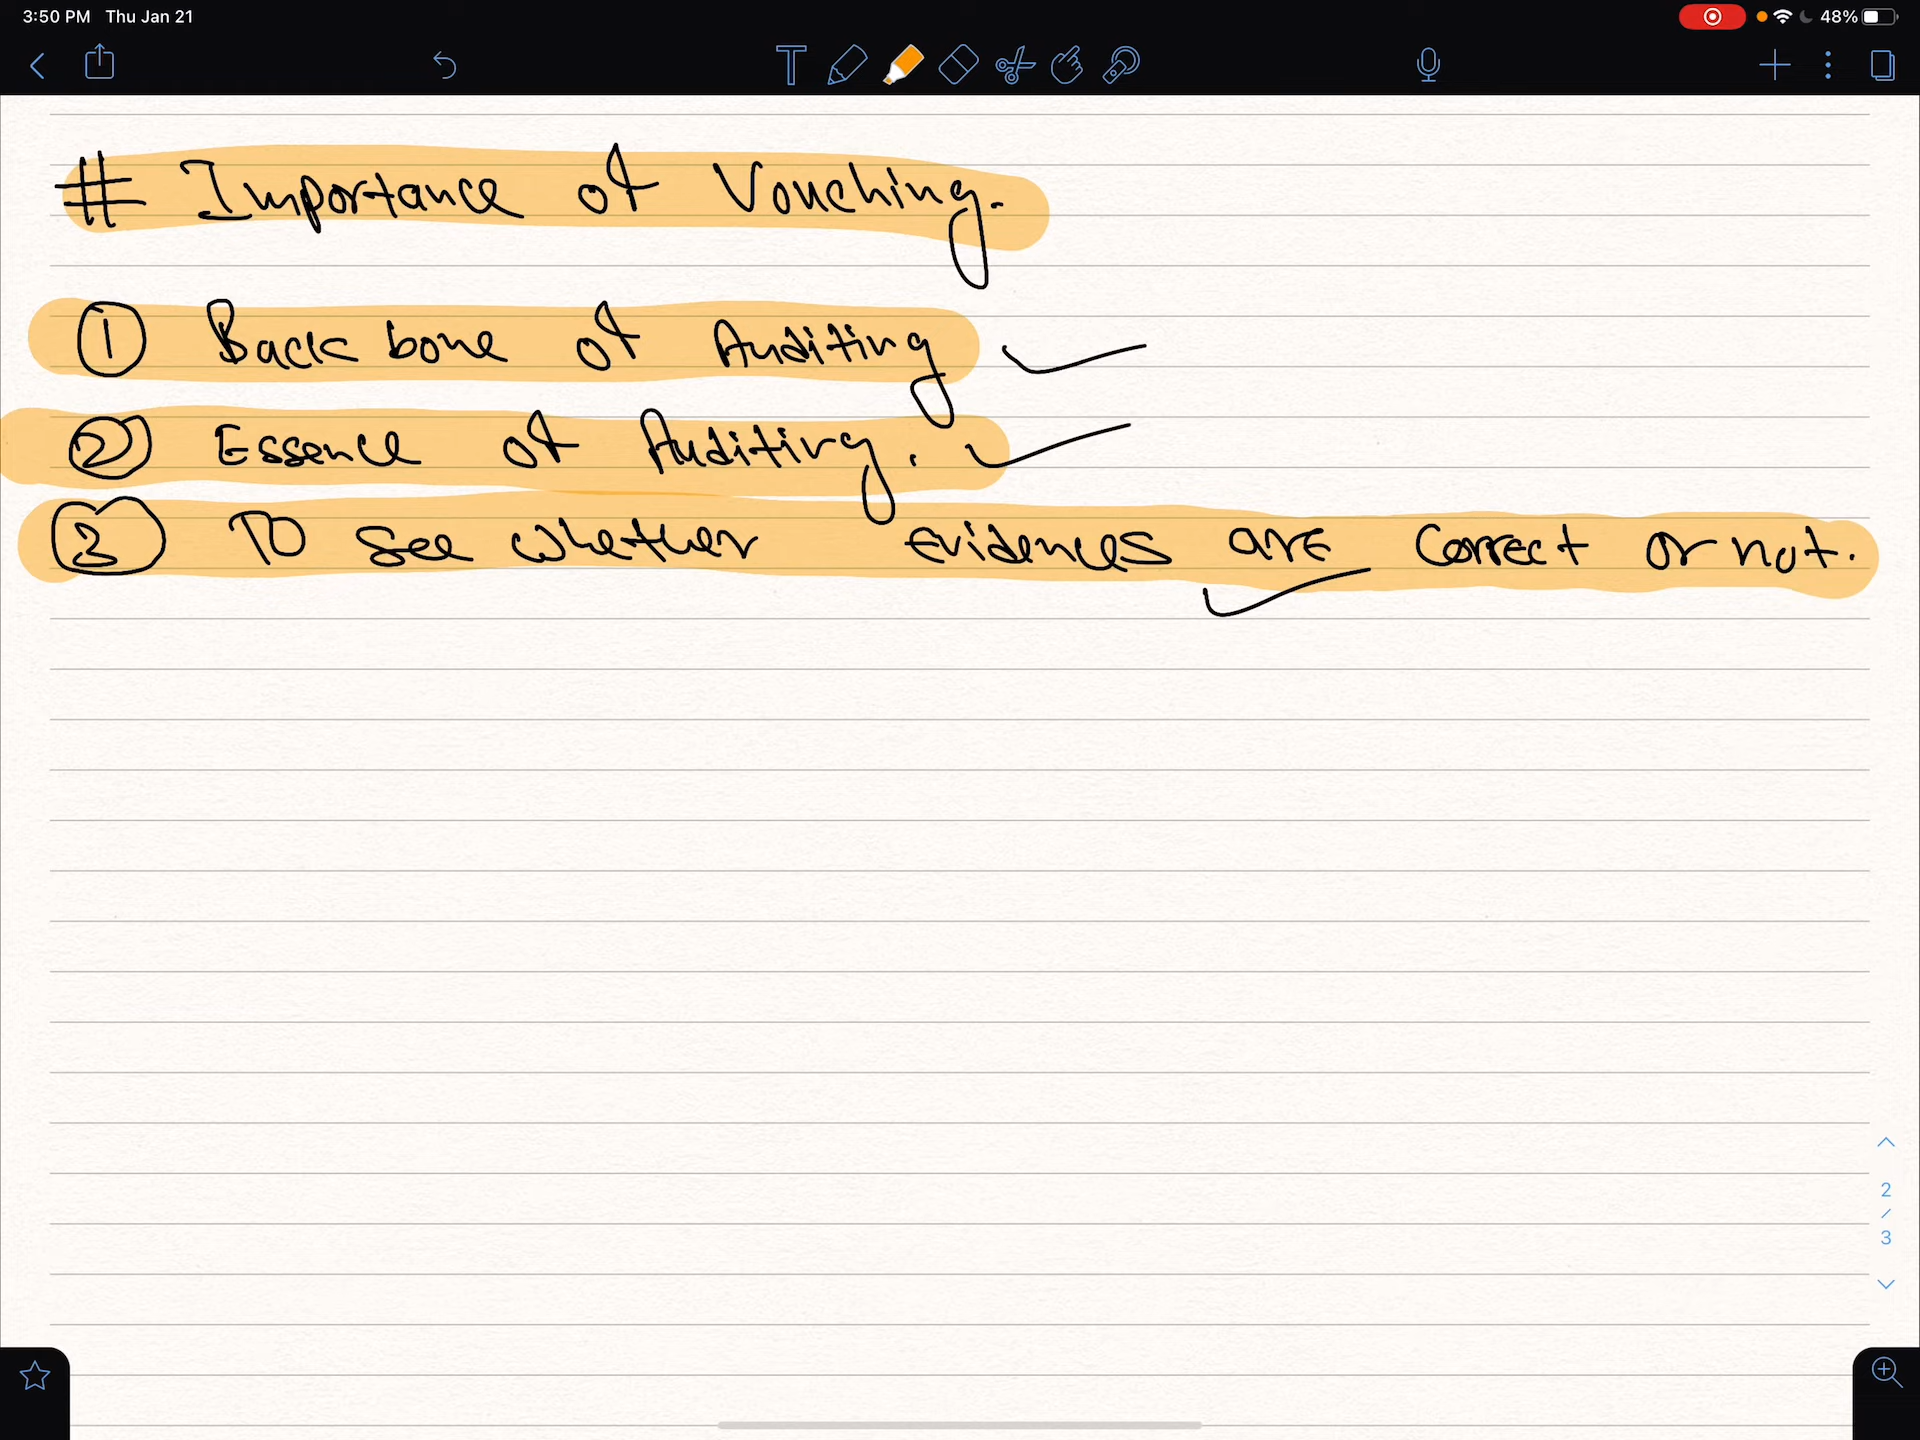 3:50 PM Thu Jan 21
48%
# Importance of Vouching.
1 Back bone of Auditing
2 Essence of Auditing.
3 To see whether evidences are correct or not.
2
/
3